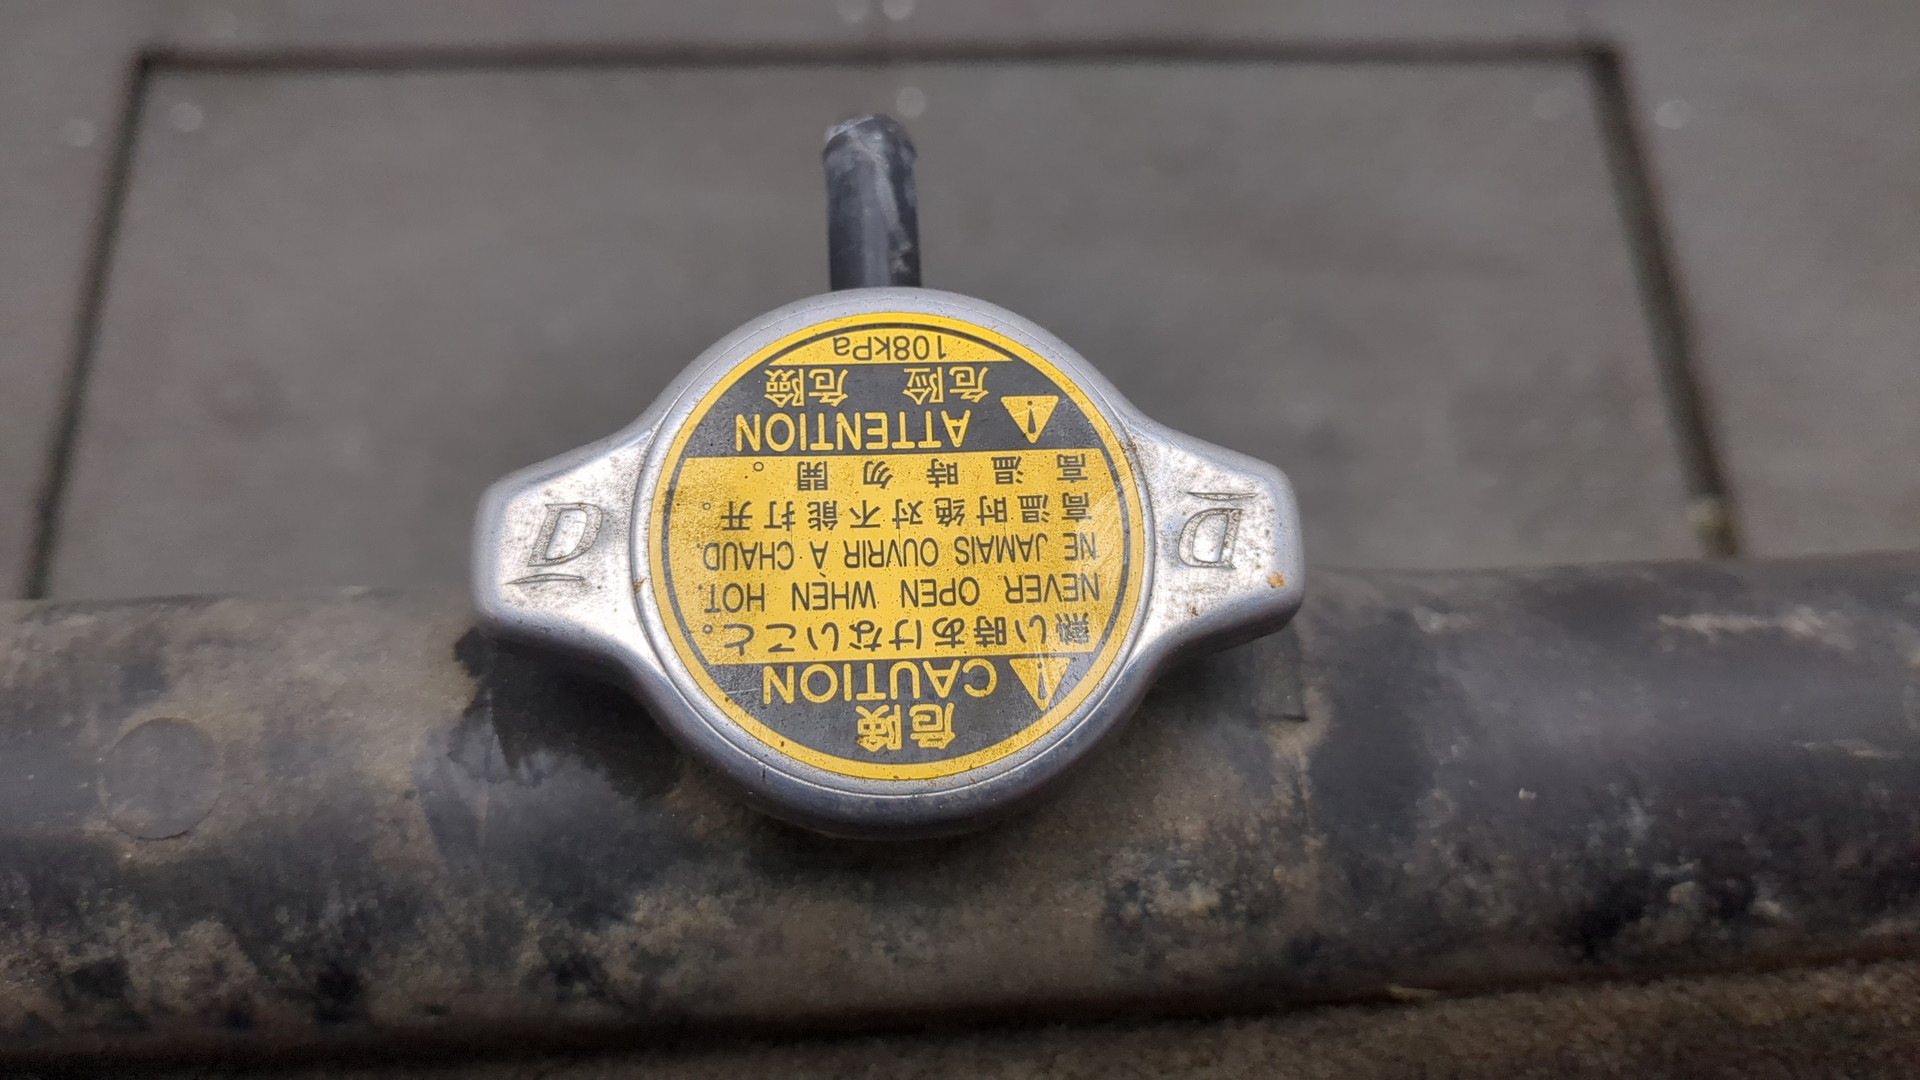 危険
CAUTION
熱い時あけないこと。
NEVER OPEN WHEN HOT.
NE JAMAIS OUVRIR À CHAUD.
高温时绝对不能打开。
高温時勿開。
ATTENTION
危险 危險
108kPa
D D